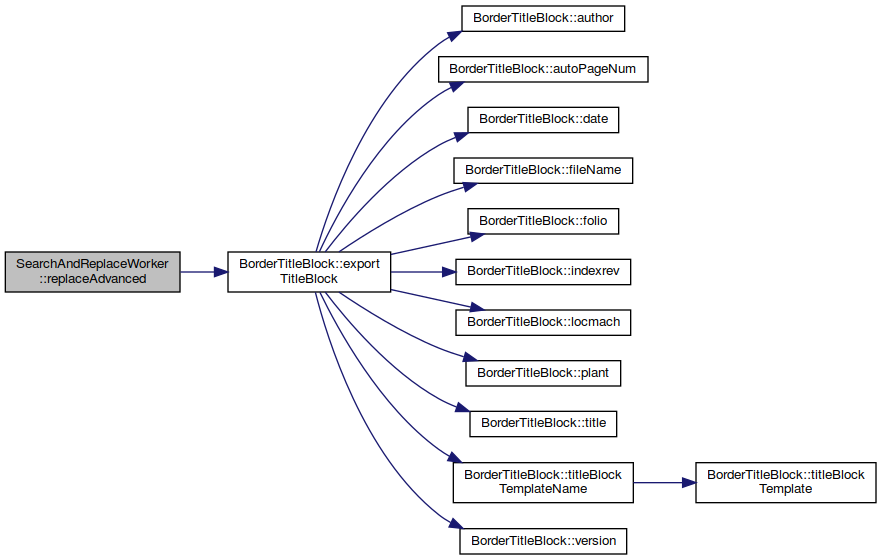 SearchAndReplaceWorker
::replaceAdvanced
BorderTitleBlock::export
TitleBlock
BorderTitleBlock::author
BorderTitleBlock::autoPageNum
BorderTitleBlock::date
BorderTitleBlock::fileName
BorderTitleBlock::folio
BorderTitleBlock::indexrev
BorderTitleBlock::locmach
BorderTitleBlock::plant
BorderTitleBlock::title
BorderTitleBlock::titleBlock
TemplateName
BorderTitleBlock::titleBlock
Template
BorderTitleBlock::version